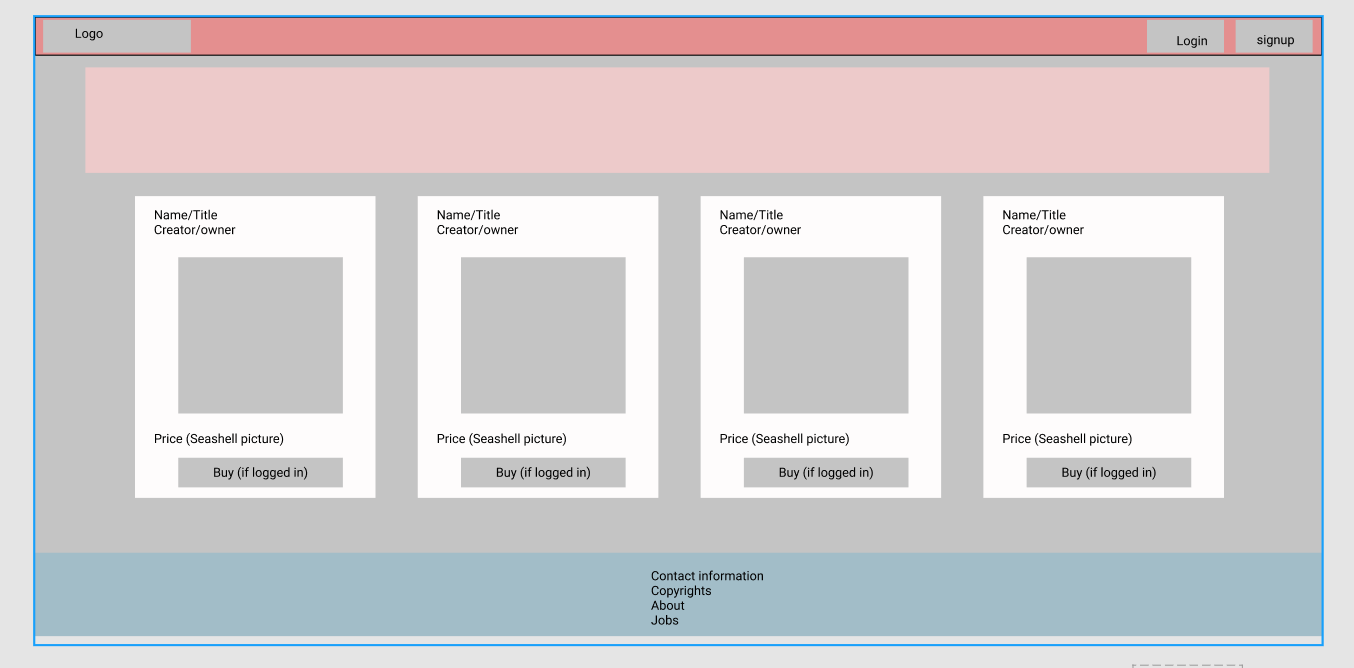 Logo
Login
signup
Name/Title
Creator/owner
Price (Seashell picture)
Buy (if logged in)
Name/Title
Creator/owner
Price (Seashell picture)
Buy (if logged in)
Name/Title
Creator/owner
Price (Seashell picture)
Buy (if logged in)
Name/Title
Creator/owner
Price (Seashell picture)
Buy (if logged in)
Contact information
Copyrights
About
Jobs